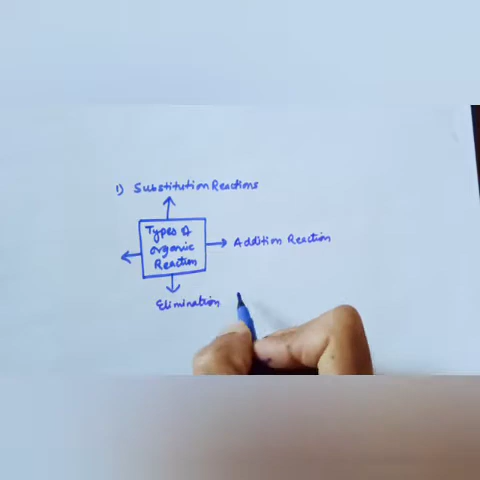 1) Substitution Reactions
Types of
organic
Reaction
Addition Reaction
Elimination